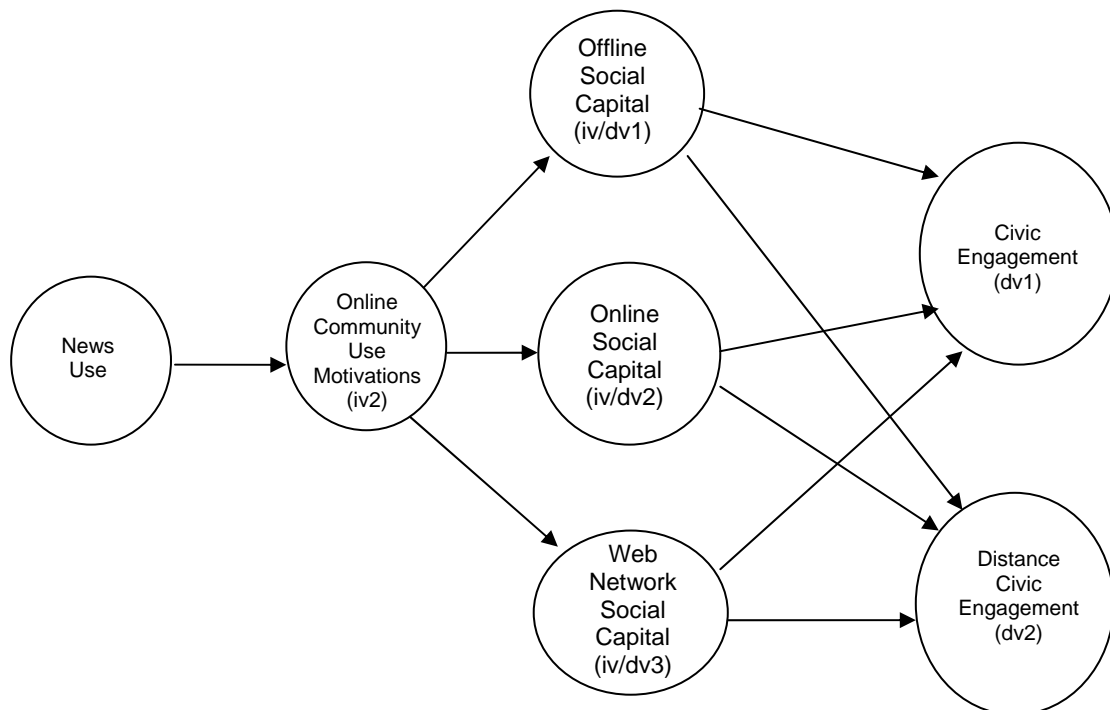 News
Use
Online
Community
Use
Motivations
(iv2)
Offline
Social
Capital
(iv/dv1)
Online
Social
Capital
(iv/dv2)
Web
Network
Social
Capital
(iv/dv3)
Civic
Engagement
(dv1)
Distance
Civic
Engagement
(dv2)